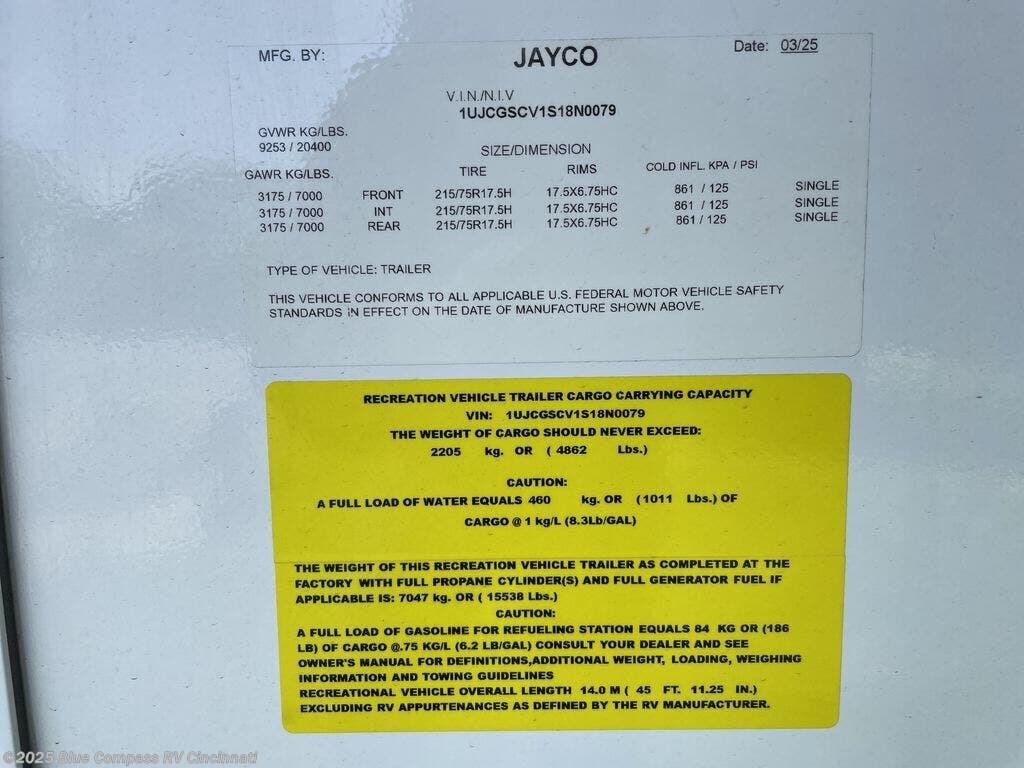 MFG. BY: JAYCO Date: 03/25
V.I.N./N.I.V
1UJCGSCV1S18N0079
GVWR KG/LBS.
9253 / 20400
SIZE/DIMENSION
GAWR KG/LBS. TIRE RIMS COLD INFL. KPA / PSI
3175 / 7000 FRONT 215/75R17.5H 17.5X6.75HC 861 / 125 SINGLE
3175 / 7000 INT 215/75R17.5H 17.5X6.75HC 861 / 125 SINGLE
3175 / 7000 REAR 215/75R17.5H 17.5X6.75HC 861 / 125 SINGLE
TYPE OF VEHICLE: TRAILER
THIS VEHICLE CONFORMS TO ALL APPLICABLE U.S. FEDERAL MOTOR VEHICLE SAFETY
STANDARDS IN EFFECT ON THE DATE OF MANUFACTURE SHOWN ABOVE.
RECREATION VEHICLE TRAILER CARGO CARRYING CAPACITY
VIN: 1UJCGSCV1S18N0079
THE WEIGHT OF CARGO SHOULD NEVER EXCEED:
2205 kg. OR ( 4862 Lbs.)
CAUTION:
A FULL LOAD OF WATER EQUALS 460 kg. OR (1011 Lbs.) OF
CARGO @ 1 kg/L (8.3Lb/GAL)
THE WEIGHT OF THIS RECREATION VEHICLE TRAILER AS COMPLETED AT THE
FACTORY WITH FULL PROPANE CYLINDER(S) AND FULL GENERATOR FUEL IF
APPLICABLE IS: 7047 kg. OR ( 15538 Lbs.)
CAUTION:
A FULL LOAD OF GASOLINE FOR REFUELING STATION EQUALS 84 KG OR (186
LB) OF CARGO @.75 KG/L (6.2 LB/GAL) CONSULT YOUR DEALER AND SEE
OWNER'S MANUAL FOR DEFINITIONS,ADDITIONAL WEIGHT, LOADING, WEIGHING
INFORMATION AND TOWING GUIDELINES
RECREATIONAL VEHICLE OVERALL LENGTH 14.0 M ( 45 FT. 11.25 IN.)
EXCLUDING RV APPURTENANCES AS DEFINED BY THE RV MANUFACTURER.
©2025 Blue Compass RV Cincinnati